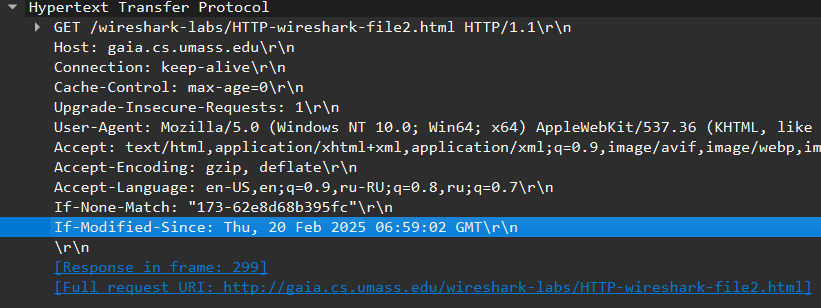 Hypertext Transfer Protocol
GET /wireshark-labs/HTTP-wireshark-file2.html HTTP/1.1\r\n
Host: gaia.cs.umass.edu\r\n
Connection: keep-alive\r\n
Cache-Control: max-age=0\r\n
Upgrade-Insecure-Requests: 1\r\n
User-Agent: Mozilla/5.0 (Windows NT 10.0; Win64; x64) AppleWebKit/537.36 (KHTML, like
Accept: text/html,application/xhtml+xml,application/xml;q=0.9,image/avif,image/webp,im
Accept-Encoding: gzip, deflate\r\n
Accept-Language: en-US,en;q=0.9,ru-RU;q=0.8,ru;q=0.7\r\n
If-None-Match: "173-62e8d68b395fc"\r\n
If-Modified-Since: Thu, 20 Feb 2025 06:59:02 GMT\r\n
\r\n
[Response in frame: 299]
[Full request URI: http://gaia.cs.umass.edu/wireshark-labs/HTTP-wireshark-file2.html]